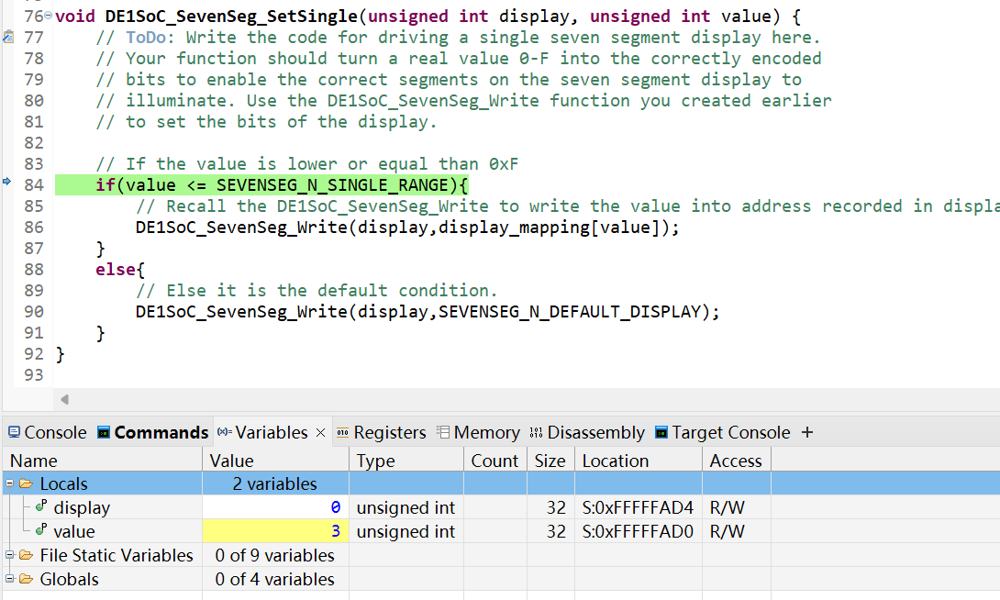 76 void DE1SoC_SevenSeg_SetSingle(unsigned int display, unsigned int value) {
77 // ToDo: Write the code for driving a single seven segment display here.
78 // Your function should turn a real value 0-F into the correctly encoded
79 // bits to enable the correct segments on the seven segment display to
80 // illuminate. Use the DE1SoC_SevenSeg_Write function you created earlier
81 // to set the bits of the display.
82
83 // If the value is lower or equal than 0xF
84 if(value <= SEVENSEG_N_SINGLE_RANGE){
85 // Recall the DE1SoC_SevenSeg_Write to write the value into address recorded in displa
86 DE1SoC_SevenSeg_Write(display,display_mapping[value]);
87 }
88 else{
89 // Else it is the default condition.
90 DE1SoC_SevenSeg_Write(display,SEVENSEG_N_DEFAULT_DISPLAY);
91 }
92 }
93
Console Commands (x)= Variables Registers Memory Disassembly Target Console +
Name Value Type Count Size Location Access
Locals 2 variables
display 0 unsigned int 32 S:0xFFFFFAD4 R/W
value 3 unsigned int 32 S:0xFFFFFAD0 R/W
File Static Variables 0 of 9 variables
Globals 0 of 4 variables